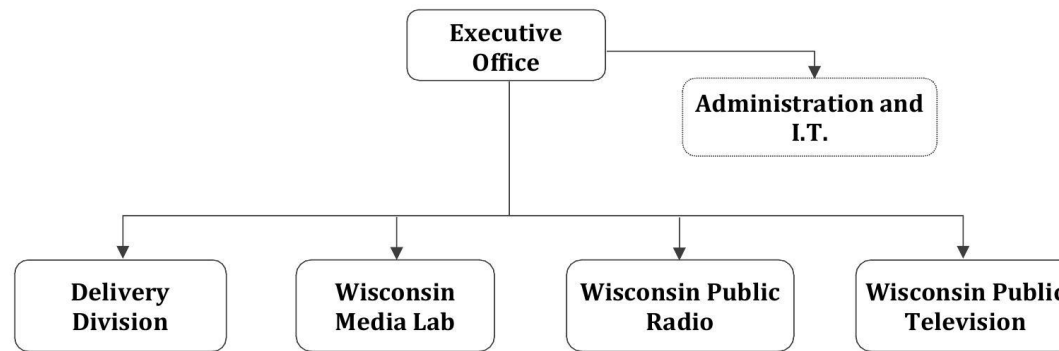 Executive
Office
Administration and
I.T.
Delivery
Division
Wisconsin
Media Lab
Wisconsin Public
Radio
Wisconsin Public
Television